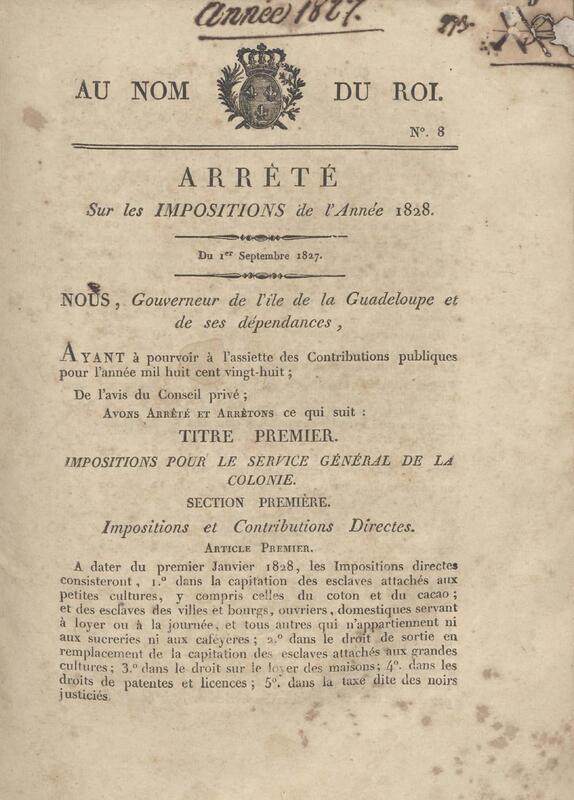 Année 1827.
AU NOM DU ROI.
N°. 8
ARRÊTÉ
Sur les IMPOSITIONS de l'Année 1828.
Du 1er Septembre 1827.
NOUS, Gouverneur de l'île de la Guadeloupe et
de ses dépendances,
AYANT à pourvoir à l'assiette des Contributions publiques
pour l'année mil huit cent vingt-huit;
De l'avis du Conseil privé;
AVONS ARRÊTÉ ET ARRÊTONS ce qui suit:
TITRE PREMIER.
IMPOSITIONS POUR LE SERVICE GÉNÉRAL DE LA
COLONIE.
SECTION PREMIÈRE.
Impositions et Contributions Directes.
ARTICLE PREMIER.
A dater du premier Janvier 1828, les Impositions directes
consisteront, 1.° dans la capitation des esclaves attachés aux
petites cultures, y compris celles du coton et du cacao;
et des esclaves des villes et bourgs, ouvriers, domestiques servant
à loyer ou à la journée, et tous autres qui n'appartiennent ni
aux sucreries ni aux caféyères; 2.° dans le droit de sortie en
remplacement de la capitation des esclaves attachés aux grandes
cultures; 3.° dans le droit sur le loyer des maisons; 4°. dans les
droits de patentes et licences; 5°. dans la taxe dite des noirs
justiciés.